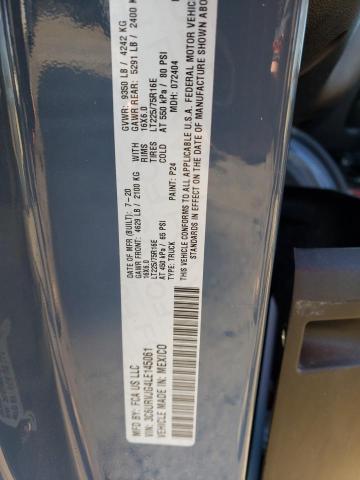 MFD BY: FCA US LLC
DATE OF MFR (BUILT): 7-20
GVWR: 9350 LB / 4242 KG
GAWR FRONT: 4629 LB / 2100 KG
GAWR REAR: 5291 LB / 2400 KG
16X6.0 RIMS 16X6.0
WITH
LT225/75R16E TIRES LT225/75R16E
AT 450 kPa / 65 PSI COLD AT 550 kPa / 80 PSI
THIS VEHICLE CONFORMS TO ALL APPLICABLE U.S.A. FEDERAL MOTOR VEHICLE
STANDARDS IN EFFECT ON THE DATE OF MANUFACTURE SHOWN ABOVE
VIN: 3C6URVJG4LE145061
TYPE: TRUCK
PAINT: P24
MDH: 072404
VEHICLE MADE IN: MEXICO